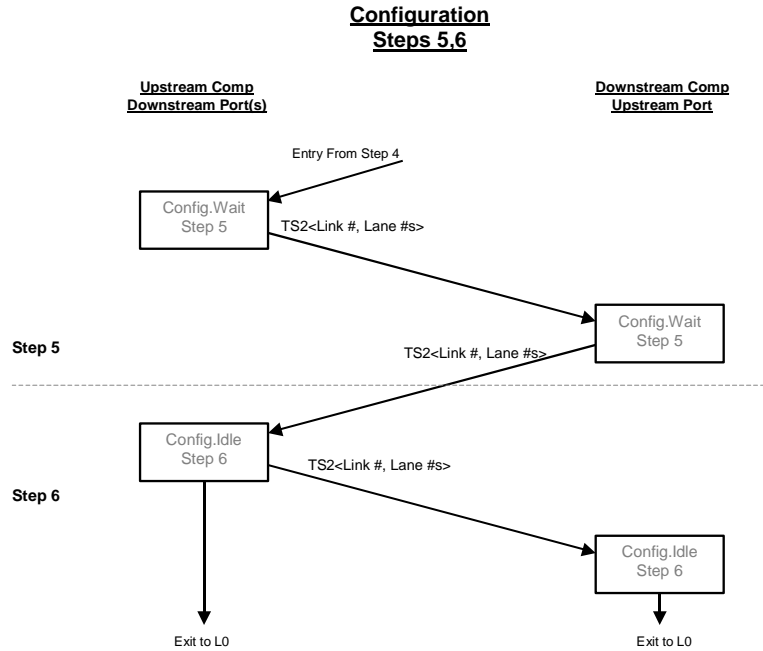 Configuration
Steps 5,6
Upstream Comp
Downstream Port(s)
Downstream Comp
Upstream Port
Entry From Step 4
Config.Wait
Step 5
TS2<Link #, Lane #s>
Config.Wait
Step 5
Step 5
TS2<Link #, Lane #s>
Config.Idle
Step 6
TS2<Link #, Lane #s>
Step 6
Config.Idle
Step 6
Exit to L0
Exit to L0